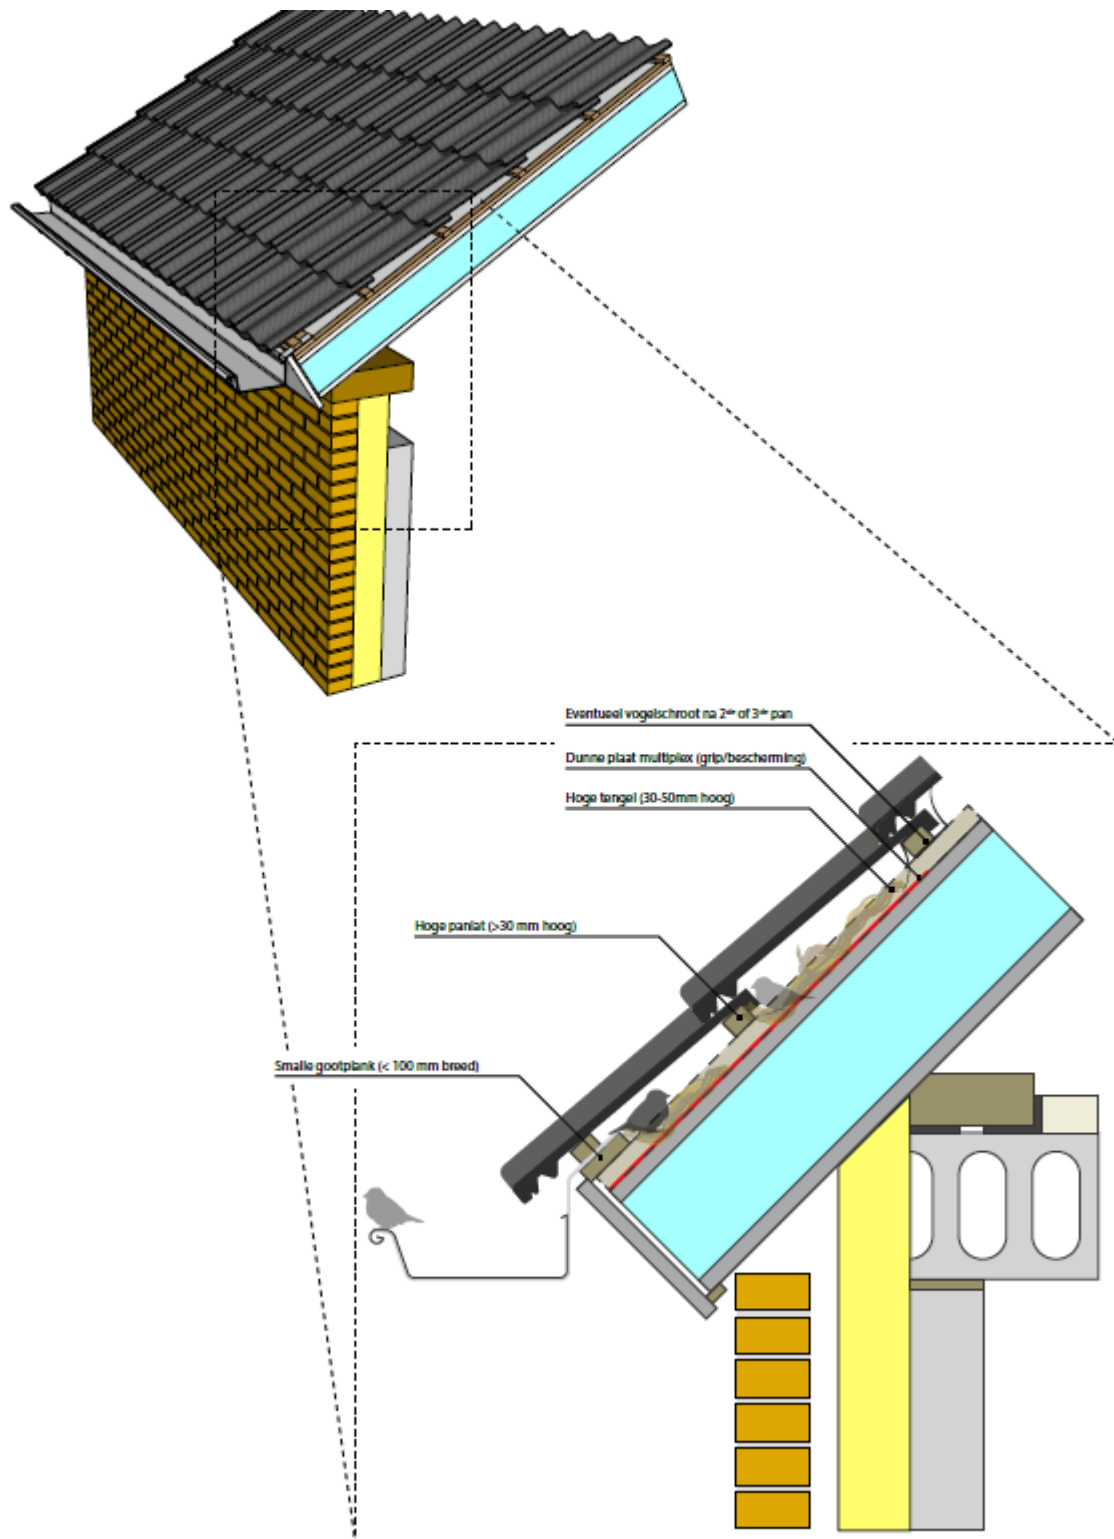 Eventueel vogelschroot na 2de of 3de pan
Dunne plaat multiplex (grip/bescherming)
Hoge tengel (30-50mm hoog)
Hoge panlat (>30 mm hoog)
Smalle gootplank (< 100 mm breed)